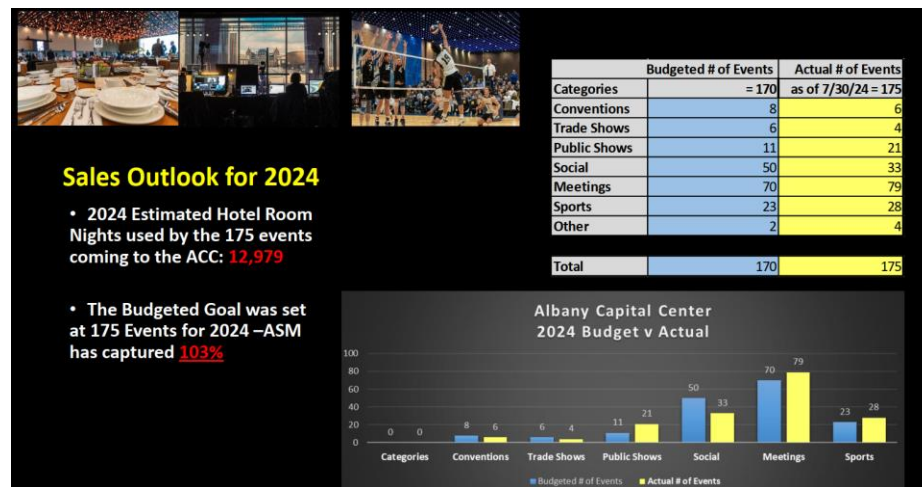 Budgeted # of Events Actual # of Events
Categories = 170 as of 7/30/24 = 175
Conventions 8 6
Trade Shows 6 4
Public Shows 11 21
Social 50 33
Meetings 70 79
Sports 23 28
Other 2 4
Total 170 175
Sales Outlook for 2024
• 2024 Estimated Hotel Room
Nights used by the 175 events
coming to the ACC: 12,979
• The Budgeted Goal was set
at 175 Events for 2024 –ASM
has captured 103%
Albany Capital Center
2024 Budget v Actual
100
80
60
40
20
0
0 0 8 6 6 4 11 21 50 33 70 79 23 28
Categories Conventions Trade Shows Public Shows Social Meetings Sports
Budgeted # of Events Actual # of Events